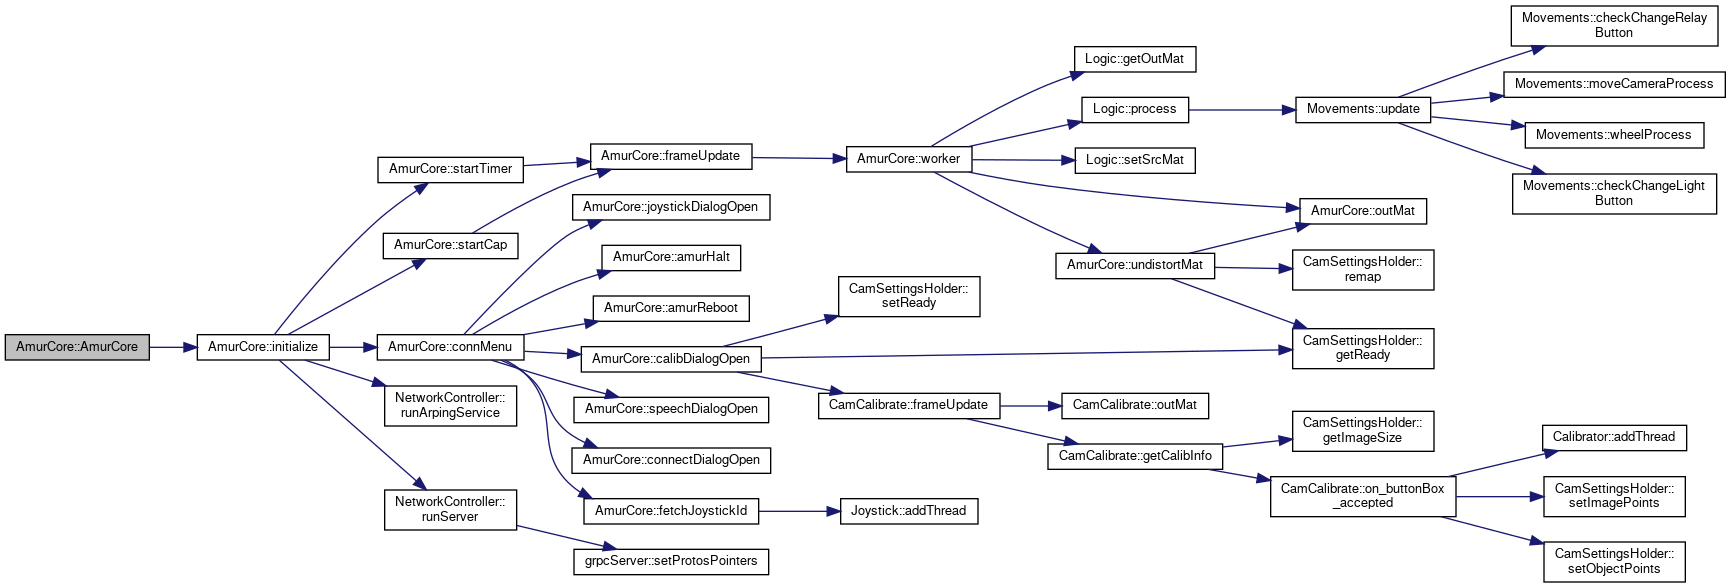 Movements::checkChangeRelay
Button
Logic::getOutMat
Movements::moveCameraProcess
Logic::process
Movements::update
Movements::wheelProcess
AmurCore::frameUpdate
AmurCore::worker
Logic::setSrcMat
AmurCore::startTimer
Movements::checkChangeLight
Button
AmurCore::joystickDialogOpen
AmurCore::outMat
AmurCore::startCap
AmurCore::amurHalt
AmurCore::undistortMat
CamSettingsHolder::
remap
CamSettingsHolder::
setReady
AmurCore::amurReboot
AmurCore::AmurCore
AmurCore::initialize
AmurCore::connMenu
AmurCore::calibDialogOpen
CamSettingsHolder::
getReady
NetworkController::
runArpingService
AmurCore::speechDialogOpen
CamCalibrate::frameUpdate
CamCalibrate::outMat
CamSettingsHolder::
getImageSize
Calibrator::addThread
AmurCore::connectDialogOpen
CamCalibrate::getCalibInfo
CamCalibrate::on_buttonBox
_accepted
CamSettingsHolder::
setImagePoints
NetworkController::
runServer
AmurCore::fetchJoystickId
Joystick::addThread
grpcServer::setProtosPointers
CamSettingsHolder::
setObjectPoints